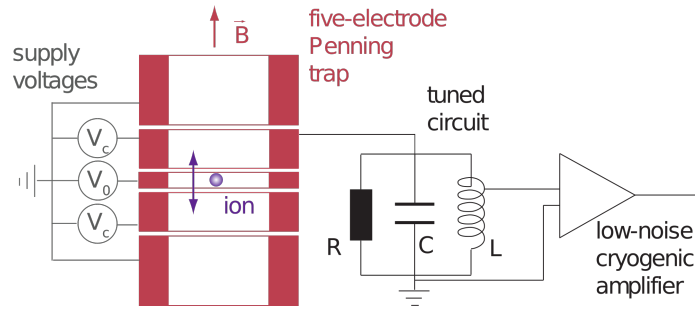 B
five-electrode
Penning
trap
supply
voltages
tuned
circuit
Vc
V0
ion
Vc
R
C
L
low-noise
cryogenic
amplifier